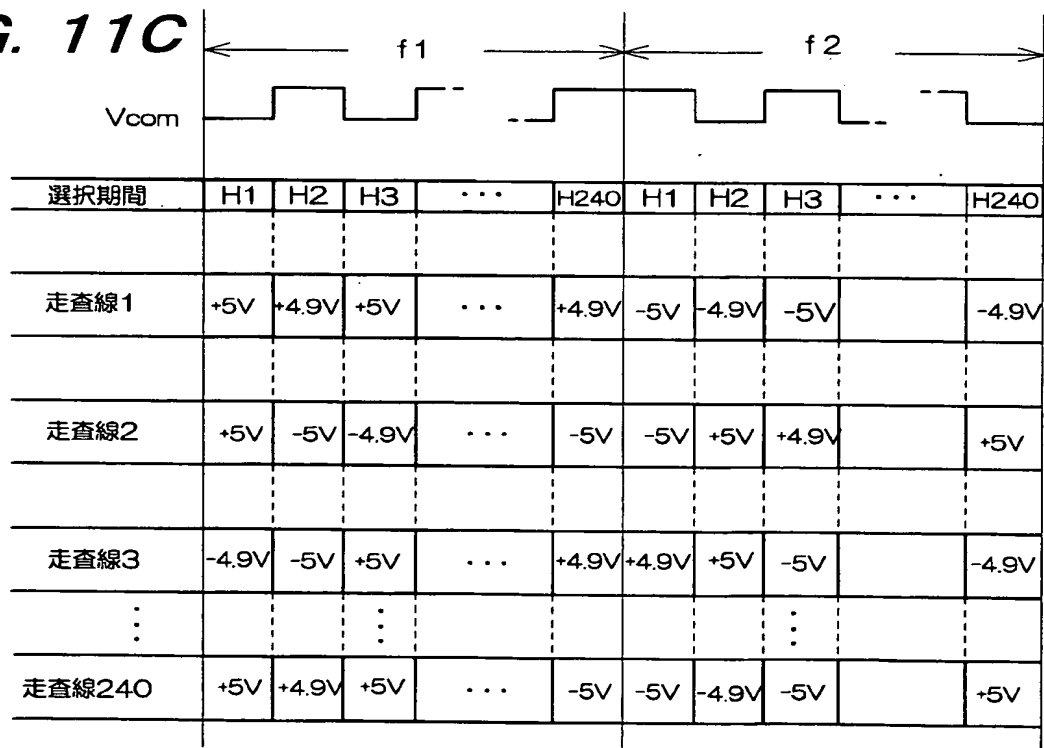 G. 11C
f1 f2
Vcom
選択期間 H1 H2 H3 ・・・ H240 H1 H2 H3 ・・・ H240
走査線1 +5V +4.9V +5V ・・・ +4.9V -5V -4.9V -5V -4.9V
走査線2 +5V -5V -4.9V ・・・ -5V -5V +5V +4.9V +5V
走査線3 -4.9V -5V +5V ・・・ +4.9V +4.9V +5V -5V -4.9V
走査線240 +5V +4.9V +5V ・・・ -5V -5V -4.9V -5V +5V